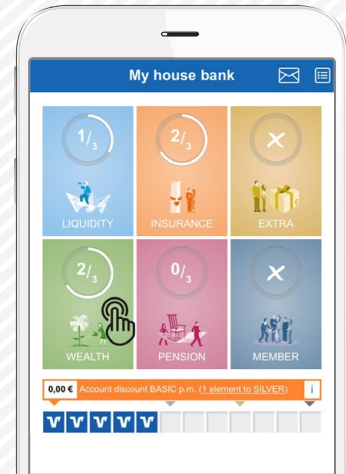 My house bank
1/3
2/3
LIQUIDITY
INSURANCE
EXTRA
2/3
0/3
WEALTH
PENSION
MEMBER
0,00 € Account discount BASIC p.m. (1 element to SILVER) i